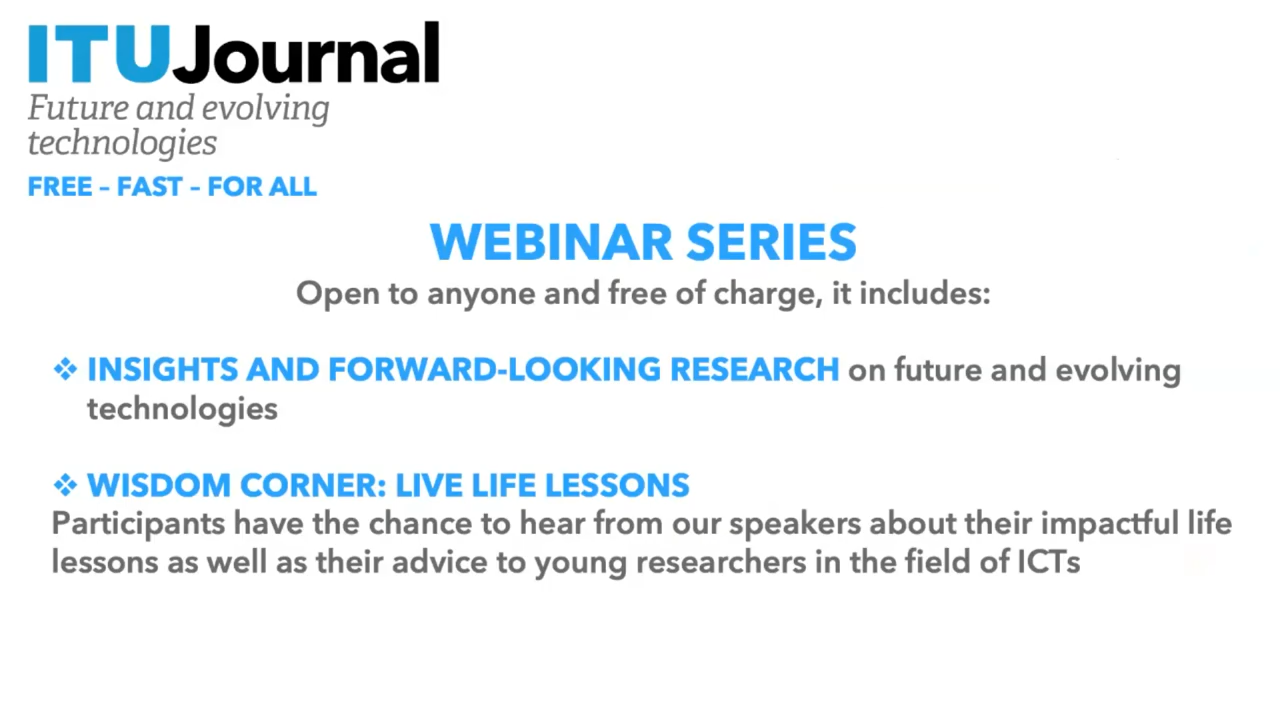 ITUJournal
Future and evolving
technologies
FREE – FAST – FOR ALL
WEBINAR SERIES
Open to anyone and free of charge, it includes:
❖ INSIGHTS AND FORWARD-LOOKING RESEARCH on future and evolving
technologies
❖ WISDOM CORNER: LIVE LIFE LESSONS
Participants have the chance to hear from our speakers about their impactful life
lessons as well as their advice to young researchers in the field of ICTs